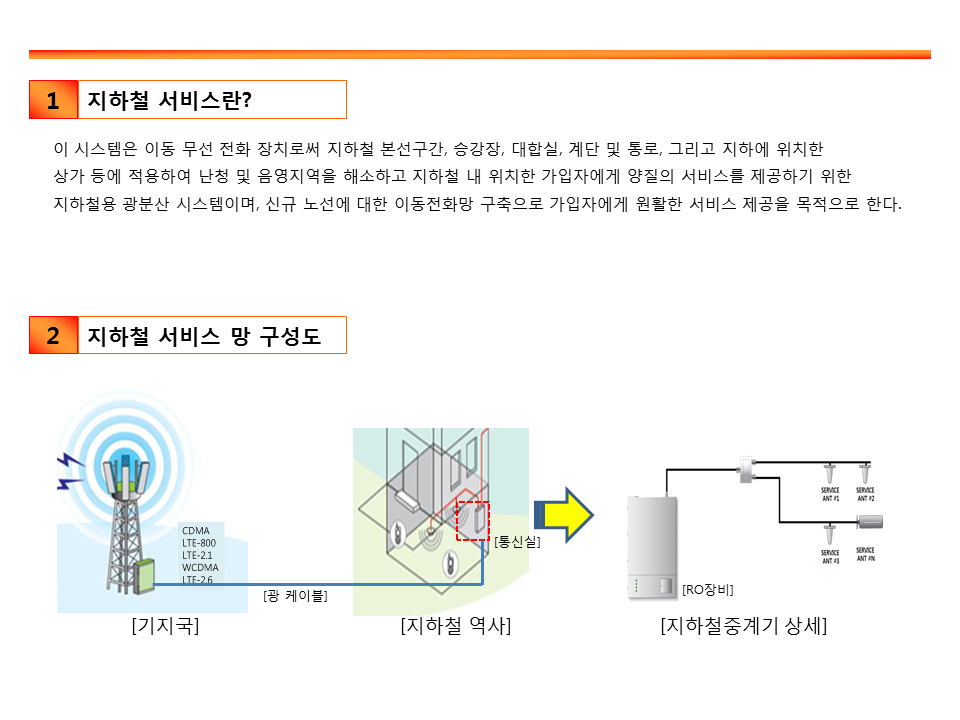 1 지하철 서비스란?
이 시스템은 이동 무선 전화 장치로써 지하철 본선구간, 승강장, 대합실, 계단 및 통로, 그리고 지하에 위치한
상가 등에 적용하여 난청 및 음영지역을 해소하고 지하철 내 위치한 가입자에게 양질의 서비스를 제공하기 위한
지하철용 광분산 시스템이며, 신규 노선에 대한 이동전화망 구축으로 가입자에게 원활한 서비스 제공을 목적으로 한다.
2 지하철 서비스 망 구성도
CDMA
LTE-800
LTE-2.1
WCDMA
LTE-2.6
[광 케이블]
[통신실]
SERVICE
ANT #1
SERVICE
ANT #2
SERVICE
ANT #3
SERVICE
ANT #N
[RO장비]
[기지국]
[지하철 역사]
[지하철중계기 상세]